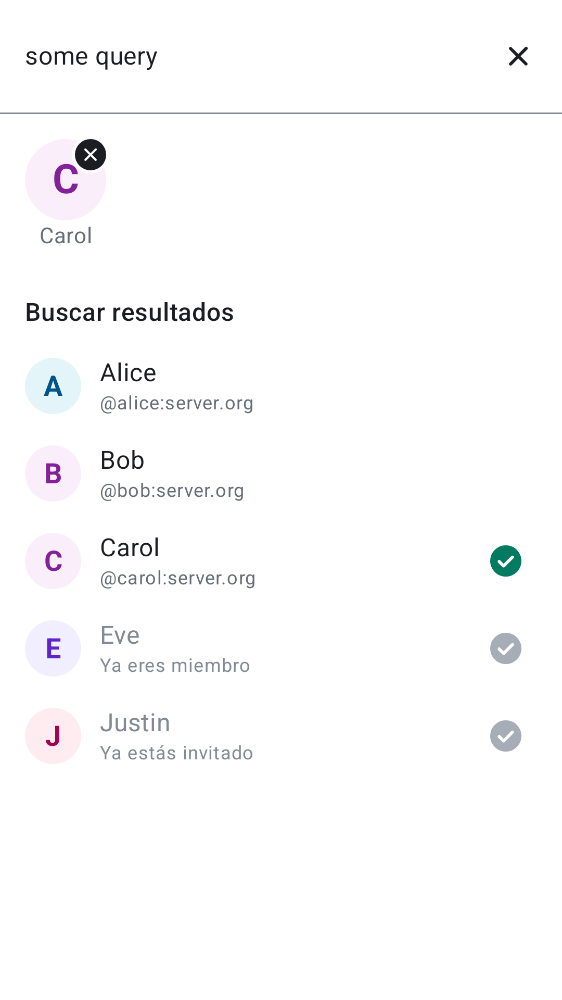 some query
C
Carol
Buscar resultados
A
Alice
@alice:server.org
B
Bob
@bob:server.org
C
Carol
@carol:server.org
E
Eve
Ya eres miembro
J
Justin
Ya estás invitado